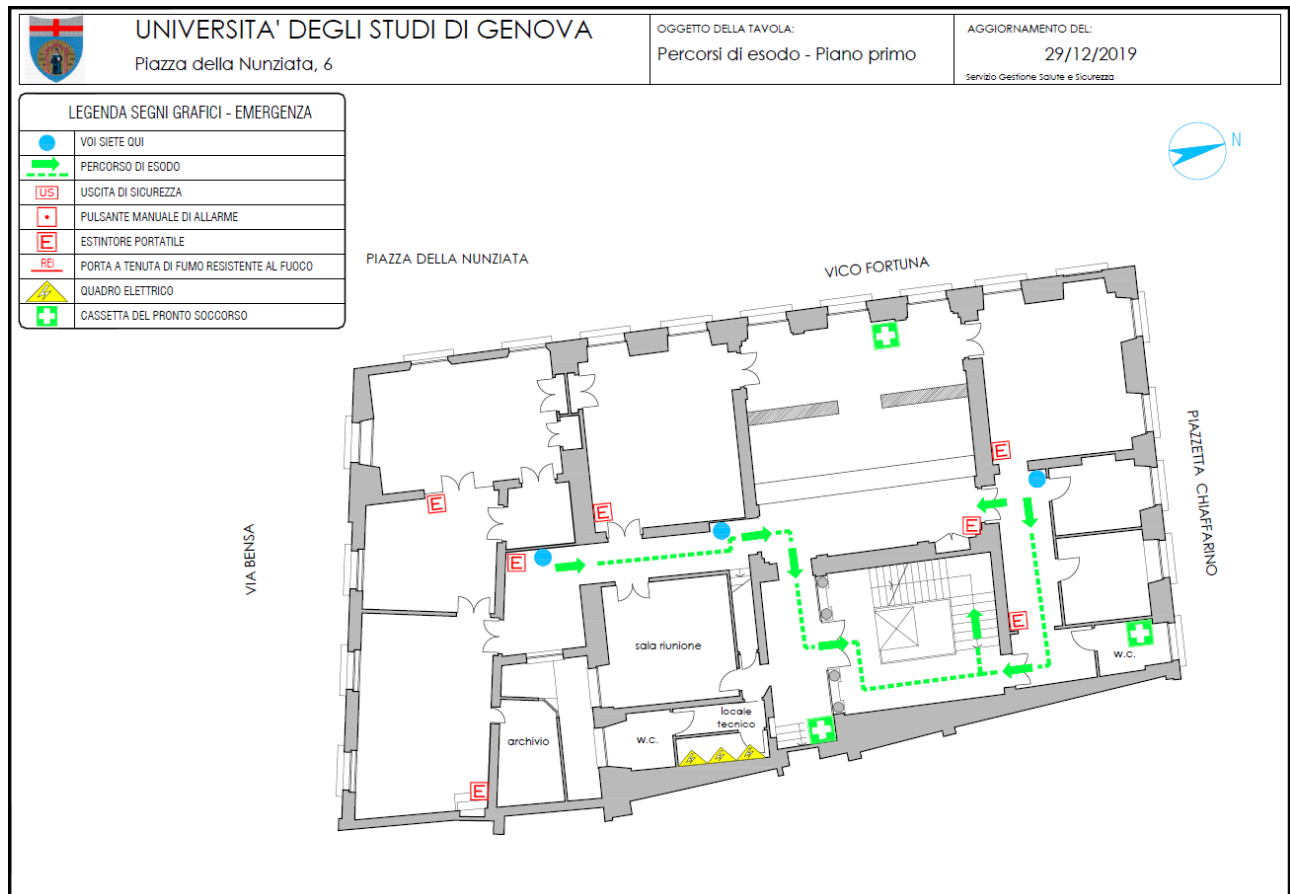 UNIVERSITA' DEGLI STUDI DI GENOVA
Piazza della Nunziata, 6
OGGETTO DELLA TAVOLA:
Percorsi di esodo - Piano primo
AGGIORNAMENTO DEL:
29/12/2019
Servizio Gestione Salute e Sicurezza
LEGENDA SEGNI GRAFICI - EMERGENZA
VOI SIETE QUI
PERCORSO DI ESODO
US USCITA DI SICUREZZA
PULSANTE MANUALE DI ALLARME
E ESTINTORE PORTATILE
REI PORTA A TENUTA DI FUMO RESISTENTE AL FUOCO
QUADRO ELETTRICO
CASSETTA DEL PRONTO SOCCORSO
N
PIAZZA DELLA NUNZIATA
VICO FORTUNA
PIAZZETTA CHIAFFARINO
VIA BENSA
E
E
E
E
E
E
E
sala riunione
w.c.
locale
tecnico
w.c.
archivio